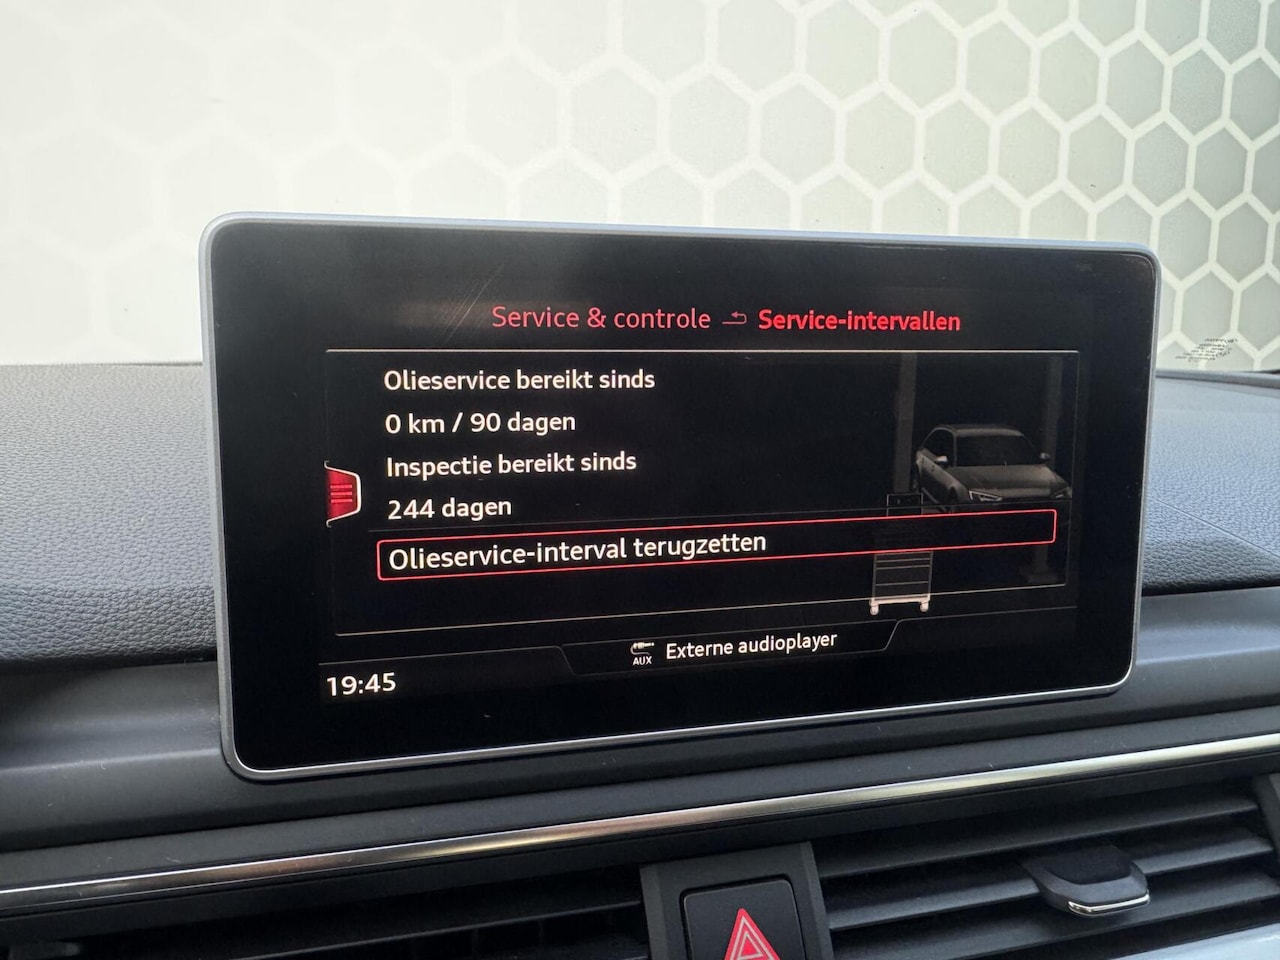 Service & controle Service-intervallen
Olieservice bereikt sinds
0 km / 90 dagen
Inspectie bereikt sinds
244 dagen
Olieservice-interval terugzetten
AUX Externe audioplayer
19:45